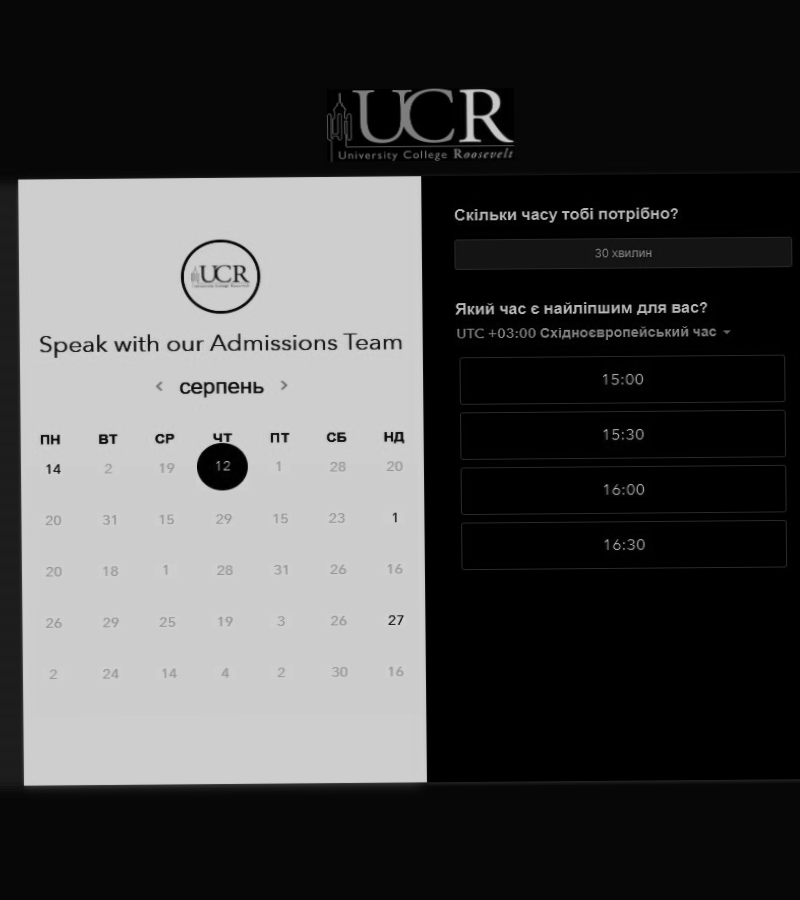 UCR
University College Roosevelt
UCR
University College Roosevelt
Speak with our Admissions Team
‹ серпень ›
ПН ВТ СР ЧТ ПТ СБ НД
14 2 19 12 1 28 20
20 31 15 29 15 23 1
20 18 1 28 31 26 16
26 29 25 19 3 26 27
2 24 14 4 2 30 16
Скільки часу тобі потрібно?
30 хвилин
Який час є найліпшим для вас?
UTC +03:00 Східноєвропейський час
15:00
15:30
16:00
16:30